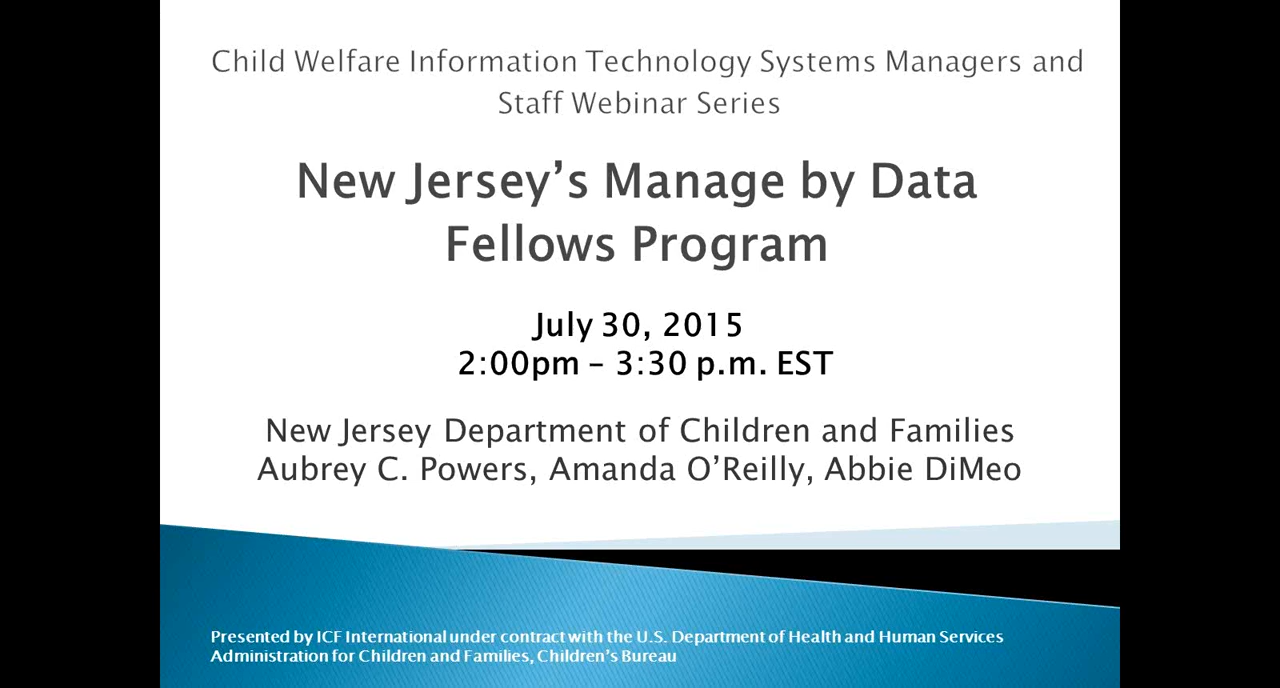 Child Welfare Information Technology Systems Managers and
Staff Webinar Series
New Jersey’s Manage by Data
Fellows Program
July 30, 2015
2:00pm – 3:30 p.m. EST
New Jersey Department of Children and Families
Aubrey C. Powers, Amanda O’Reilly, Abbie DiMeo
Presented by ICF International under contract with the U.S. Department of Health and Human Services
Administration for Children and Families, Children’s Bureau